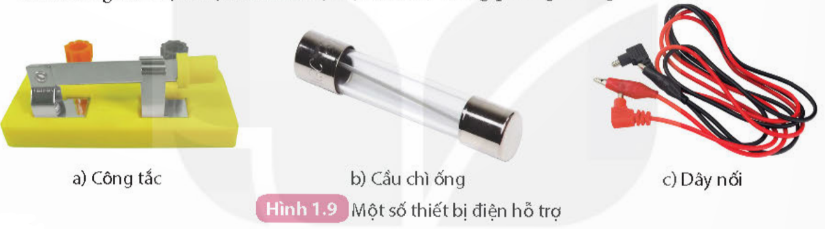 a) Công tắc
b) Cầu chì ống
c) Dây nối
Hình 1.9 Một số thiết bị điện hỗ trợ